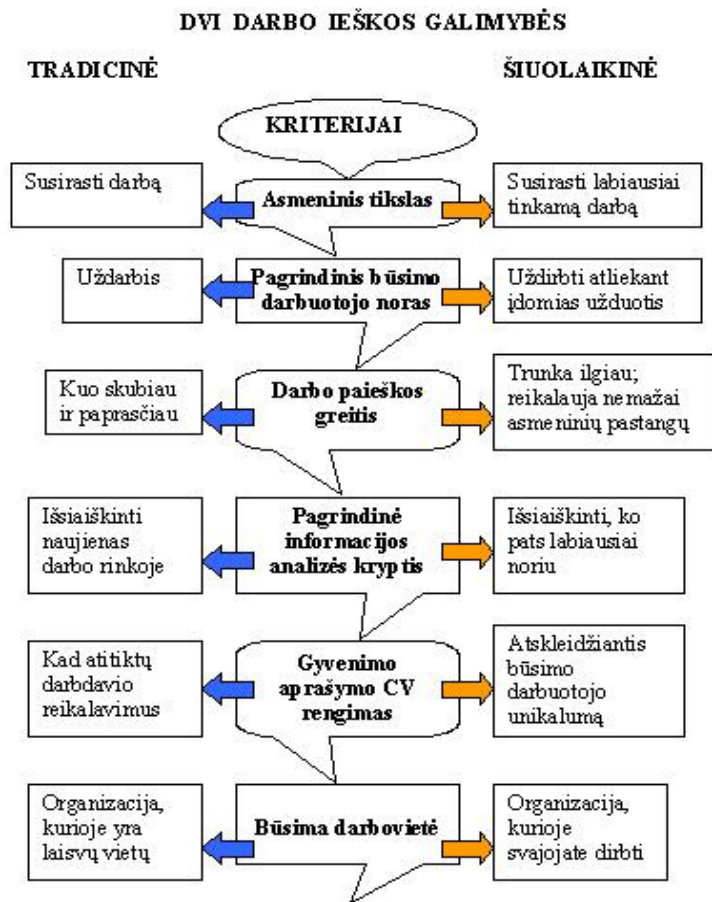 DVI DARBO IEŠKOS GALIMYBĖS
TRADICINĖ
ŠIUOLAIKINĖ
KRITERIJAI
Susirasti darbą
Asmeninis tikslas
Susirasti labiausiai
tinkamą darbą
Uždarbis
Pagrindinis būsimo
darbuotojo noras
Uždirbti atliekant
įdomias užduotis
Kuo skubiau
ir paprasčiau
Darbo paieškos
greitis
Trunka ilgiau;
reikalauja nemažai
asmeninių pastangų
Išsiaiškinti
naujienas
darbo rinkoje
Pagrindinė
informacijos
analizės kryptis
Išsiaiškinti, ko
pats labiausiai
noriu
Kad atitiktų
darbdavio
reikalavimus
Gyvenimo
aprašymo CV
rengimas
Atskleidžiantis
būsimo
darbuotojo
unikalumą
Organizacija,
kurioje yra
laisvų vietų
Būsima darbovietė
Organizacija,
kurioje
svajojate dirbti